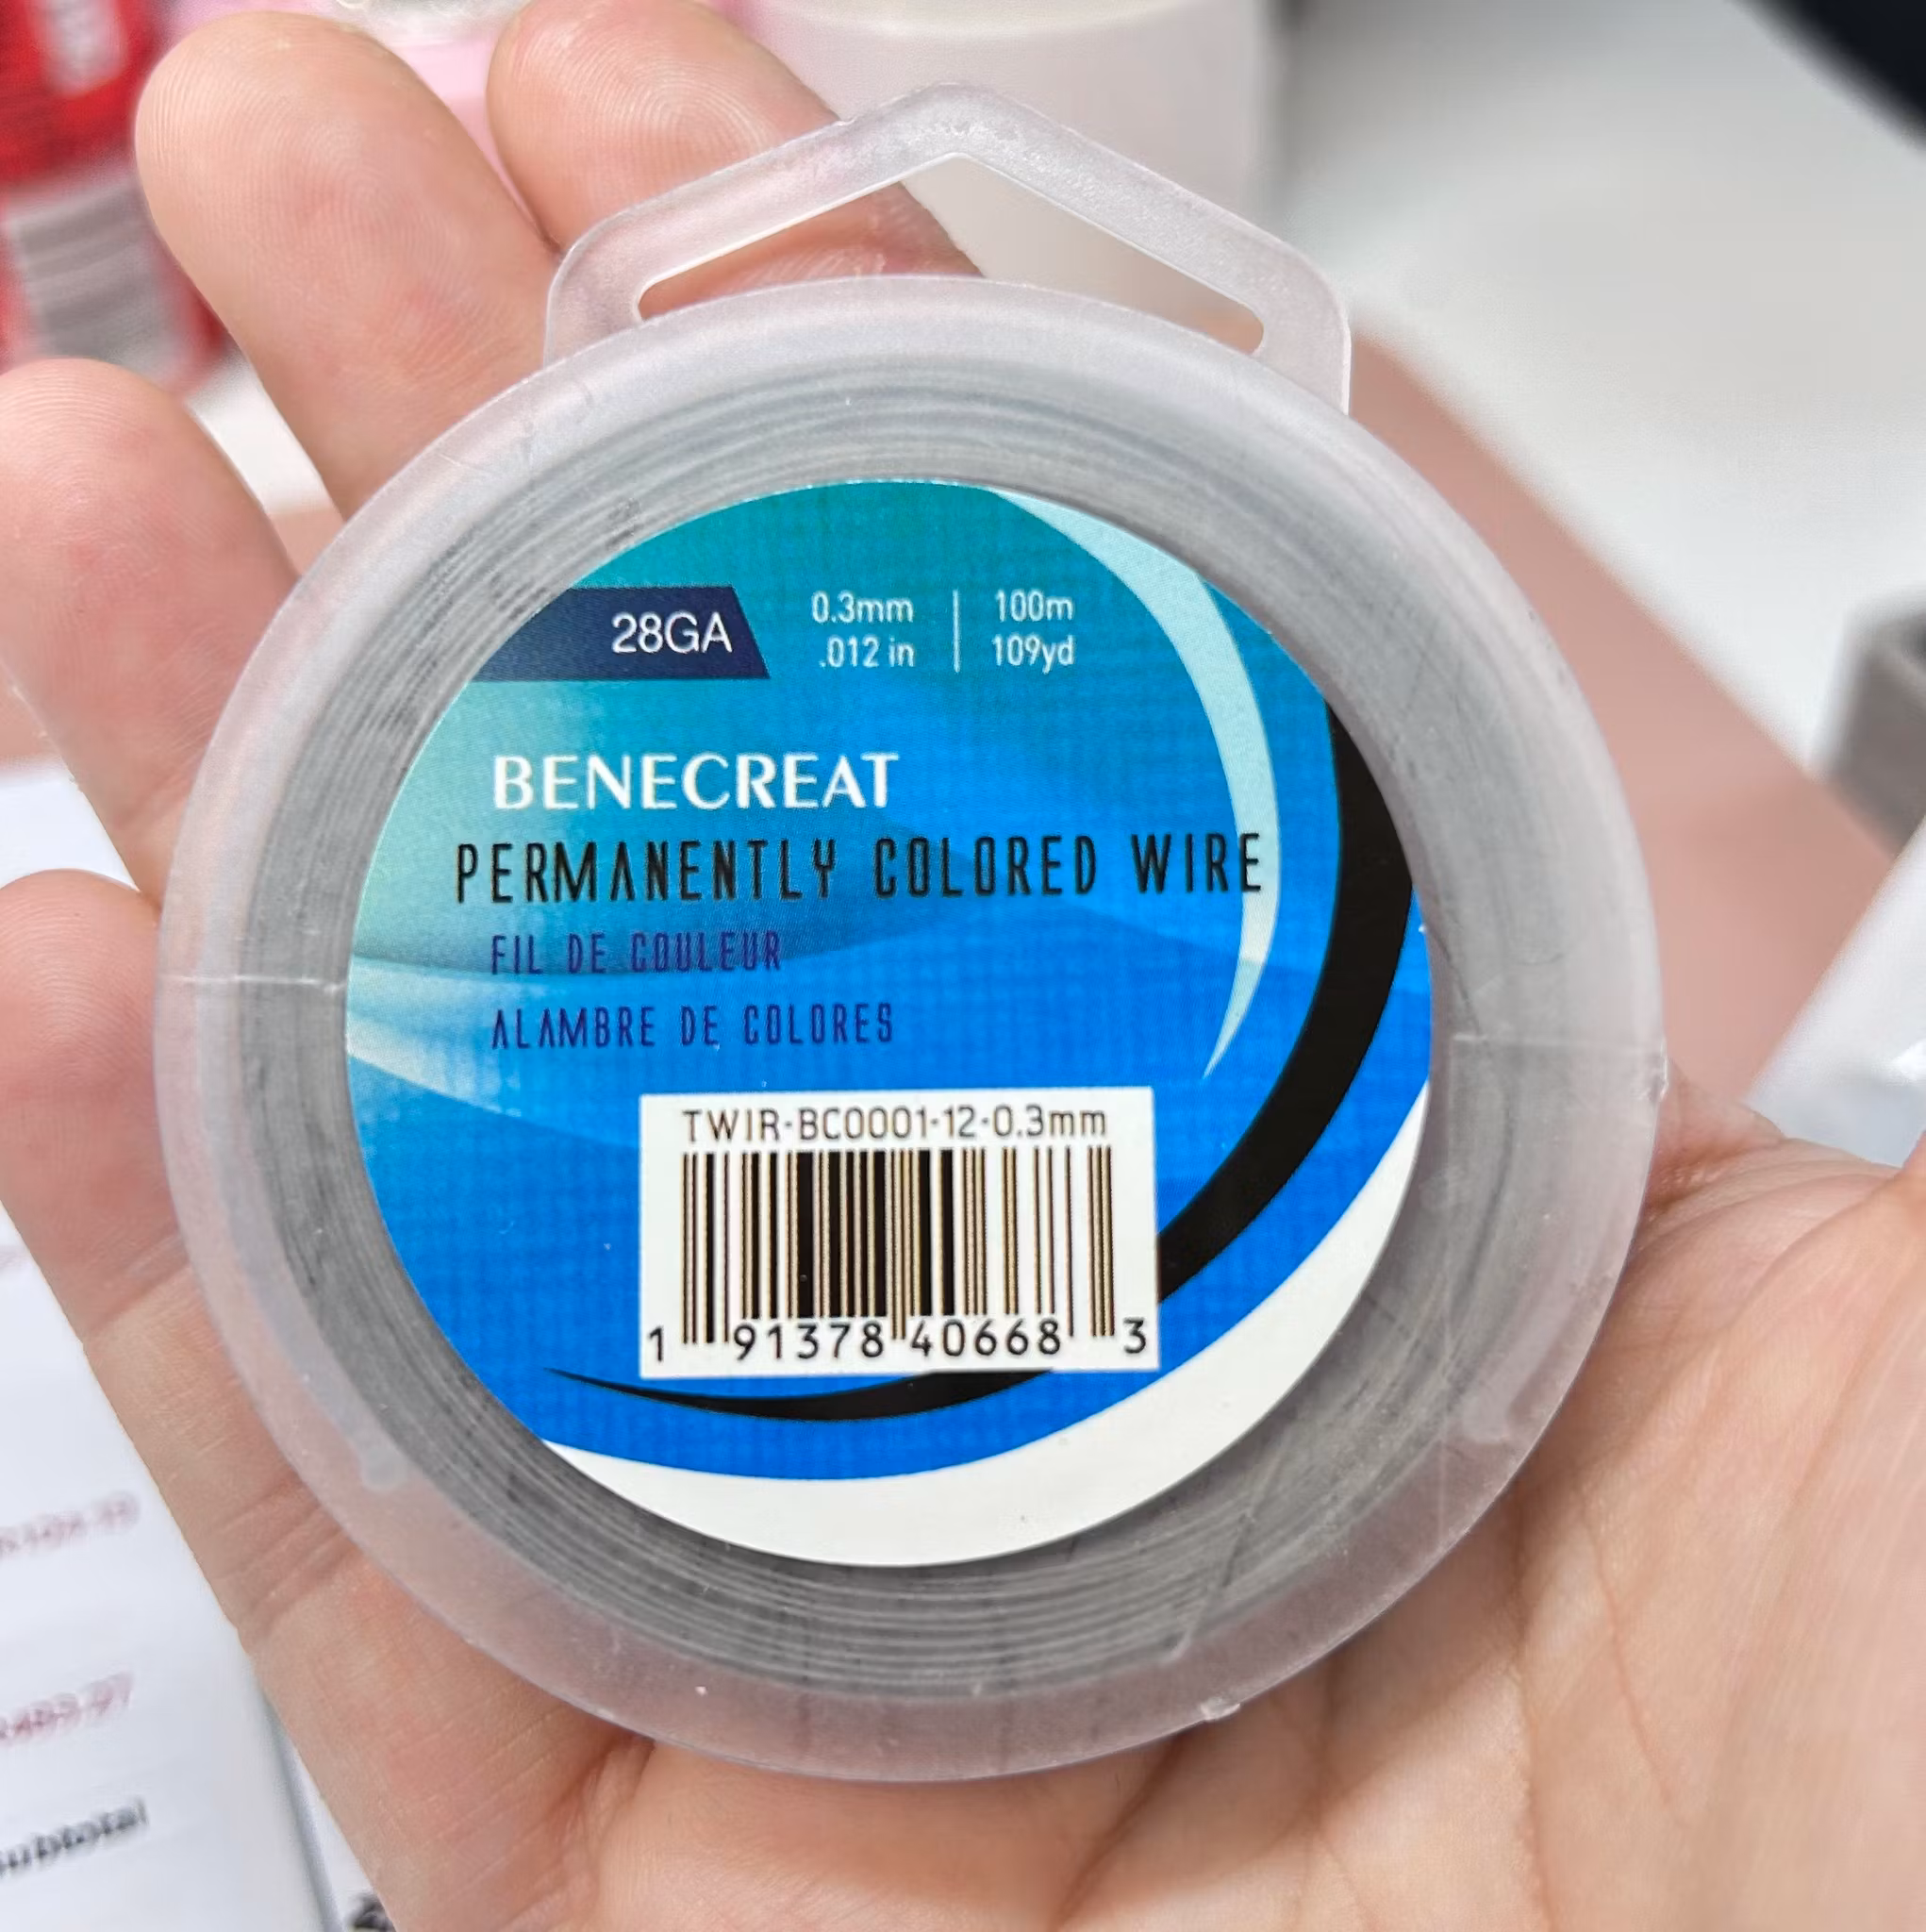 28GA
0.3mm
.012 in
100m
109yd
BENECREAT
PERMANENTLY COLORED WIRE
FIL DE COULEUR
ALAMBRE DE COLORES
TWIR-BC0001-12-0.3mm
1 91378 40668 3
subtotal